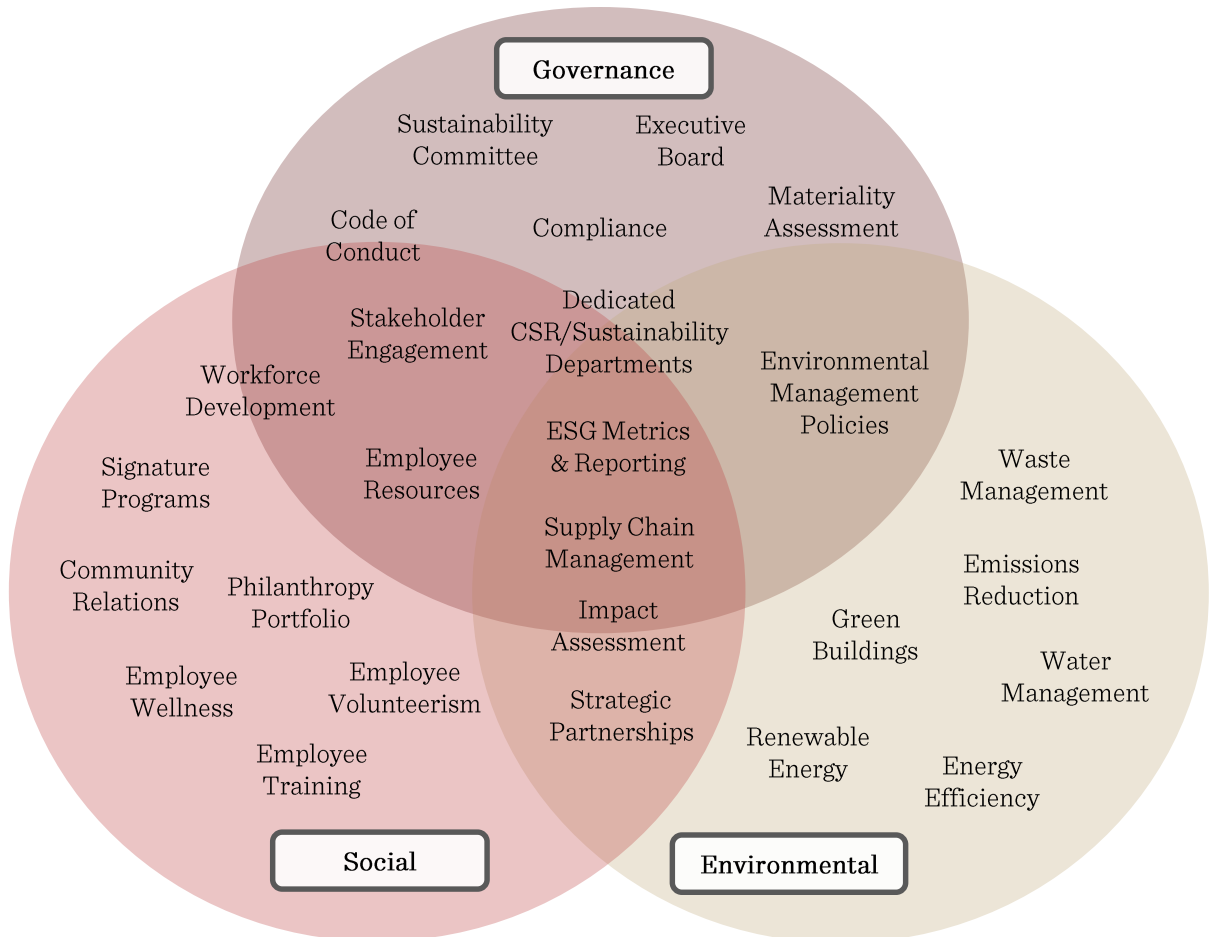 Governance
Sustainability
Committee
Executive
Board
Materiality
Assessment
Code of
Conduct
Compliance
Dedicated
CSR/Sustainability
Departments
Stakeholder
Engagement
Environmental
Management
Policies
Workforce
Development
ESG Metrics
& Reporting
Employee
Resources
Signature
Programs
Waste
Management
Supply Chain
Management
Community
Relations
Philanthropy
Portfolio
Emissions
Reduction
Impact
Assessment
Green
Buildings
Employee
Wellness
Employee
Volunteerism
Water
Management
Strategic
Partnerships
Renewable
Energy
Employee
Training
Energy
Efficiency
Social
Environmental